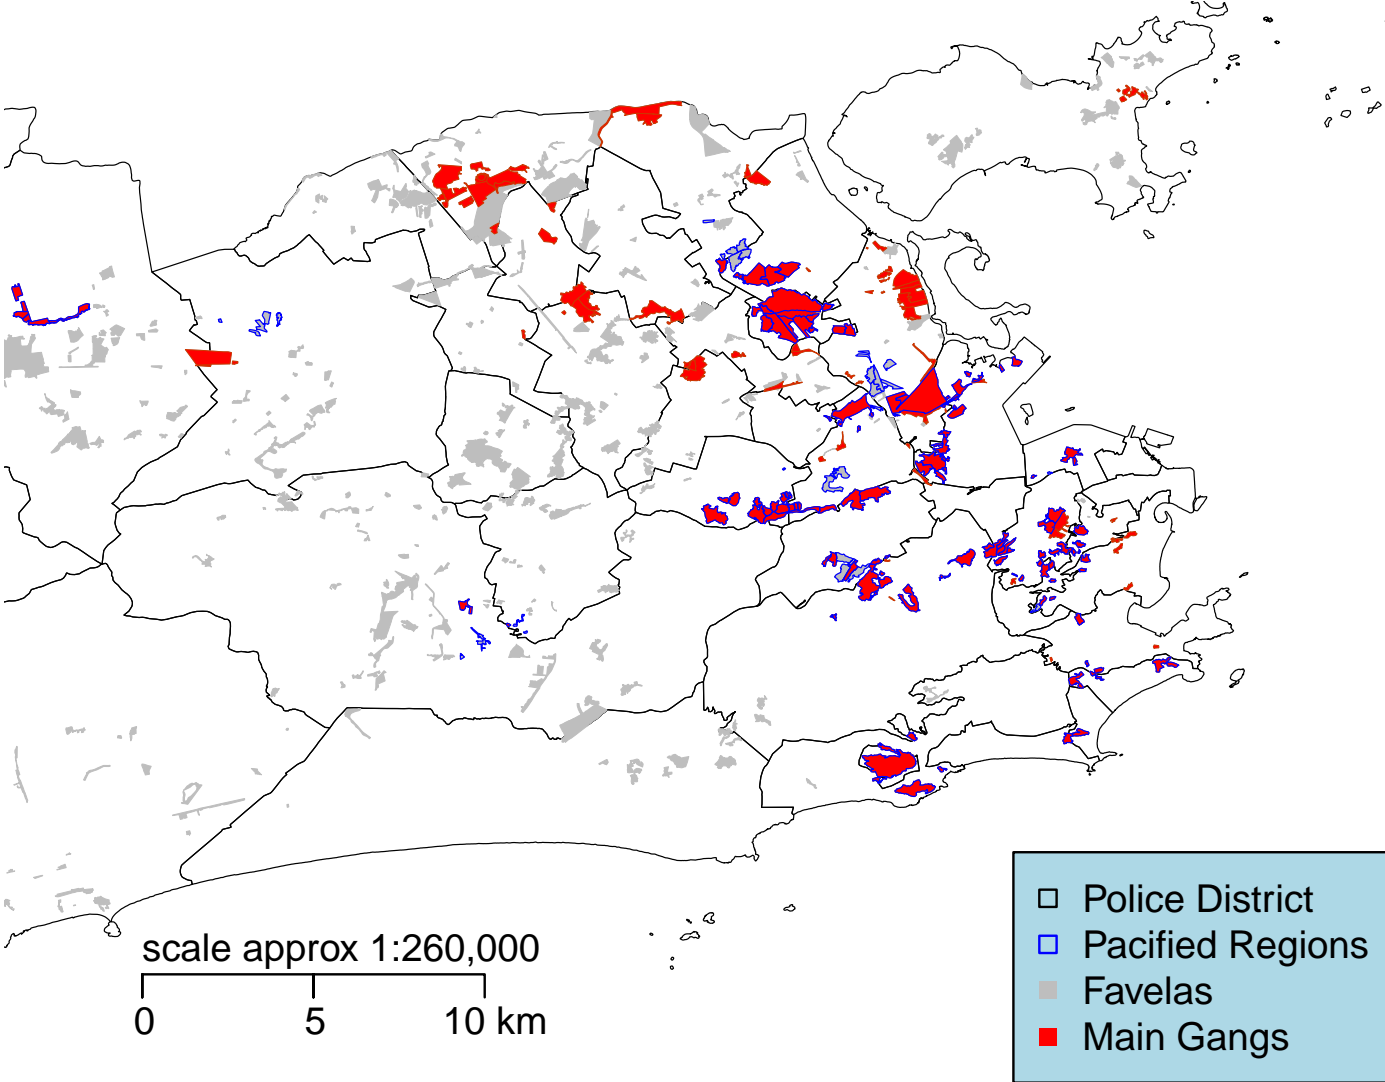 scale approx 1:260,000
0 5 10 km
Police District
Pacified Regions
Favelas
Main Gangs